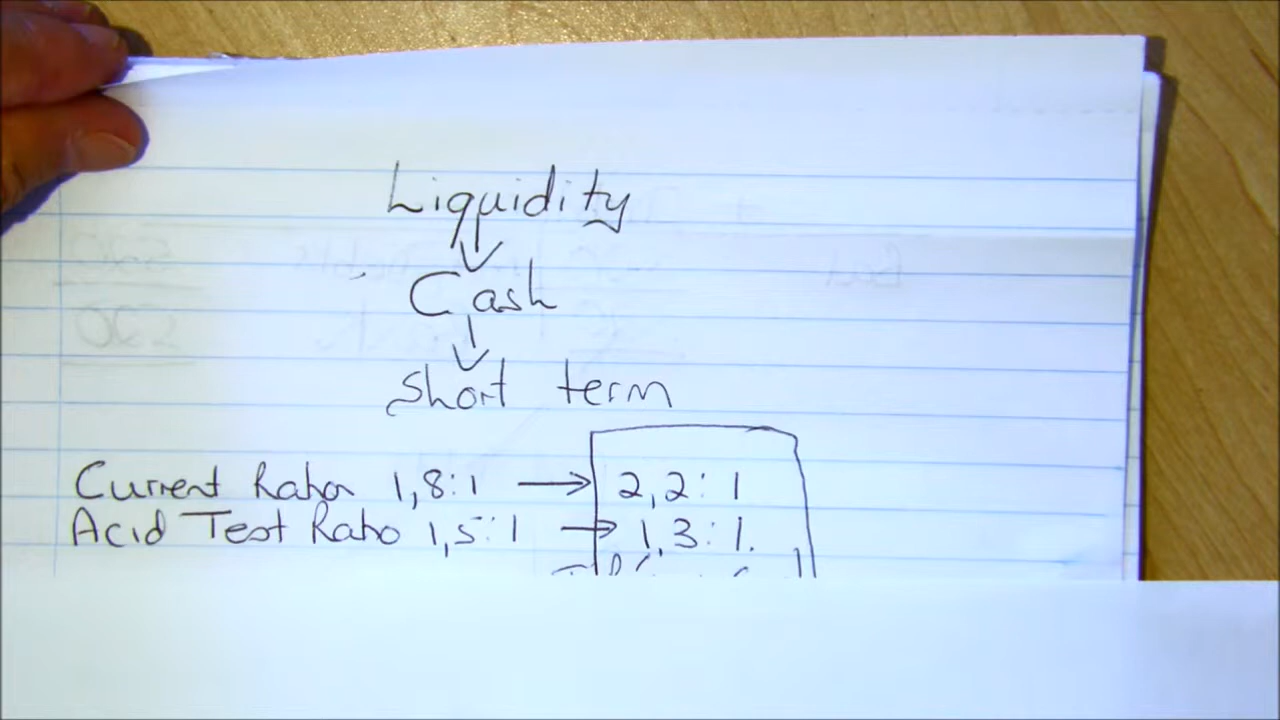 Liquidity
Cash
Short term
Current Ratio 1,8:1 → 2,2:1
Acid Test Ratio 1,5:1 → 1,3:1.